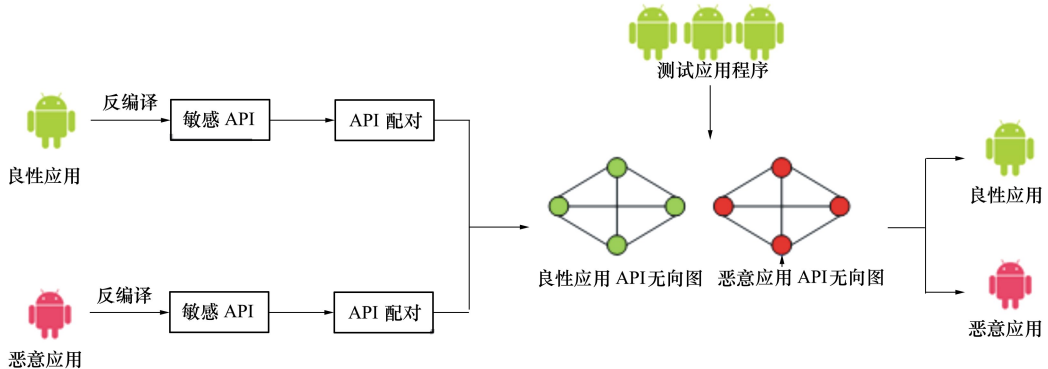 测试应用程序
反编译
敏感 API
API 配对
良性应用
良性应用
良性应用 API无向图
恶意应用 API无向图
反编译
敏感 API
API 配对
恶意应用
恶意应用